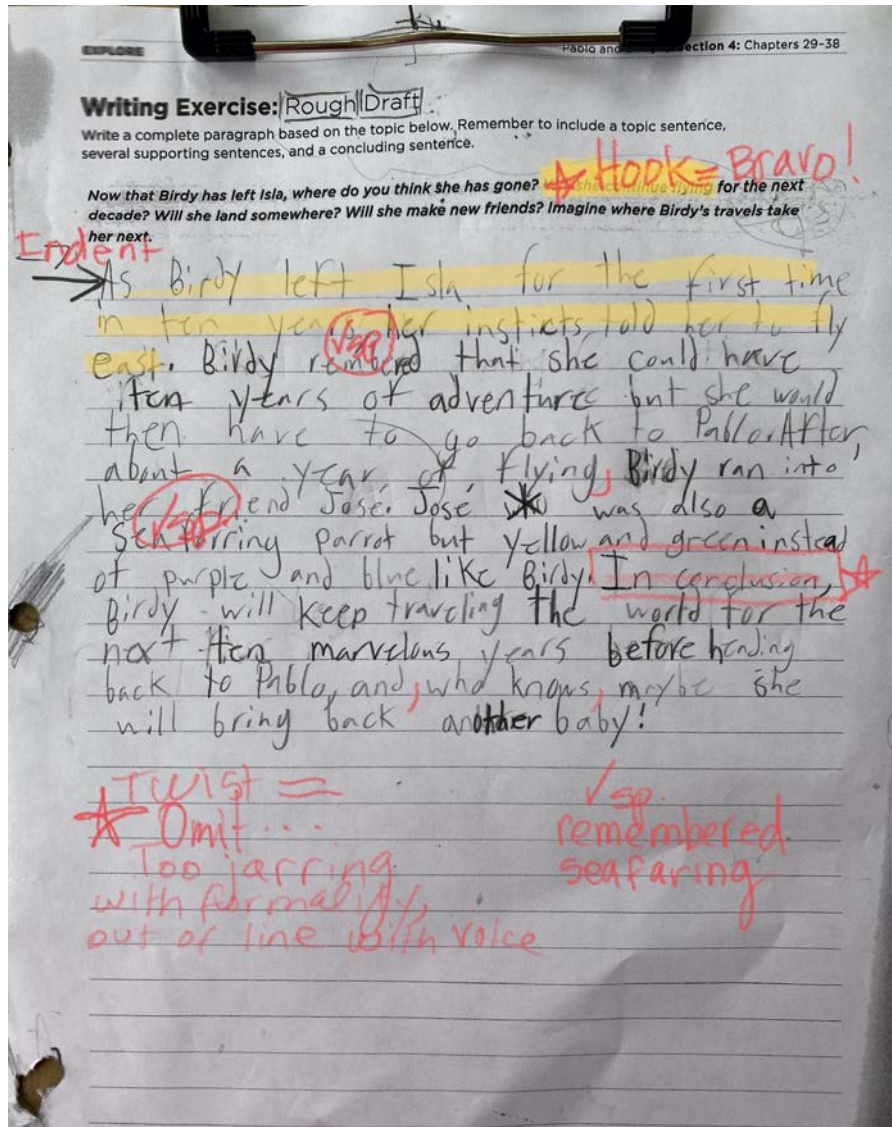 EXPLORE
Pablo and ection 4: Chapters 29-38
Writing Exercise: Rough Draft
Write a complete paragraph based on the topic below. Remember to include a topic sentence,
several supporting sentences, and a concluding sentence.
Hook = Bravo!
Now that Birdy has left Isla, where do you think she has gone? she continue flying for the next
decade? Will she land somewhere? Will she make new friends? Imagine where Birdy's travels take
her next.
Indent
As Birdy left Isla for the first time
in ten years, her insticts, told her to fly
east. Birdy rembered that she could have
ten years of adventure but she would
then have to go back to Pablo. After
about a year, of, flying, Birdy ran into
her friend José. José was also a
parrot but yellow and green instead
of purple and blue like Birdy. In conclusion,
Birdy will keep traveling the world for the
next ten marvelous years before heading
back to Pablo, and, who knows, maybe she
will bring back another baby!
Twist =
Omit...
Too jarring
with formality,
out of line with voice
√sp.
remembered
seafaring
√sp
√sp.